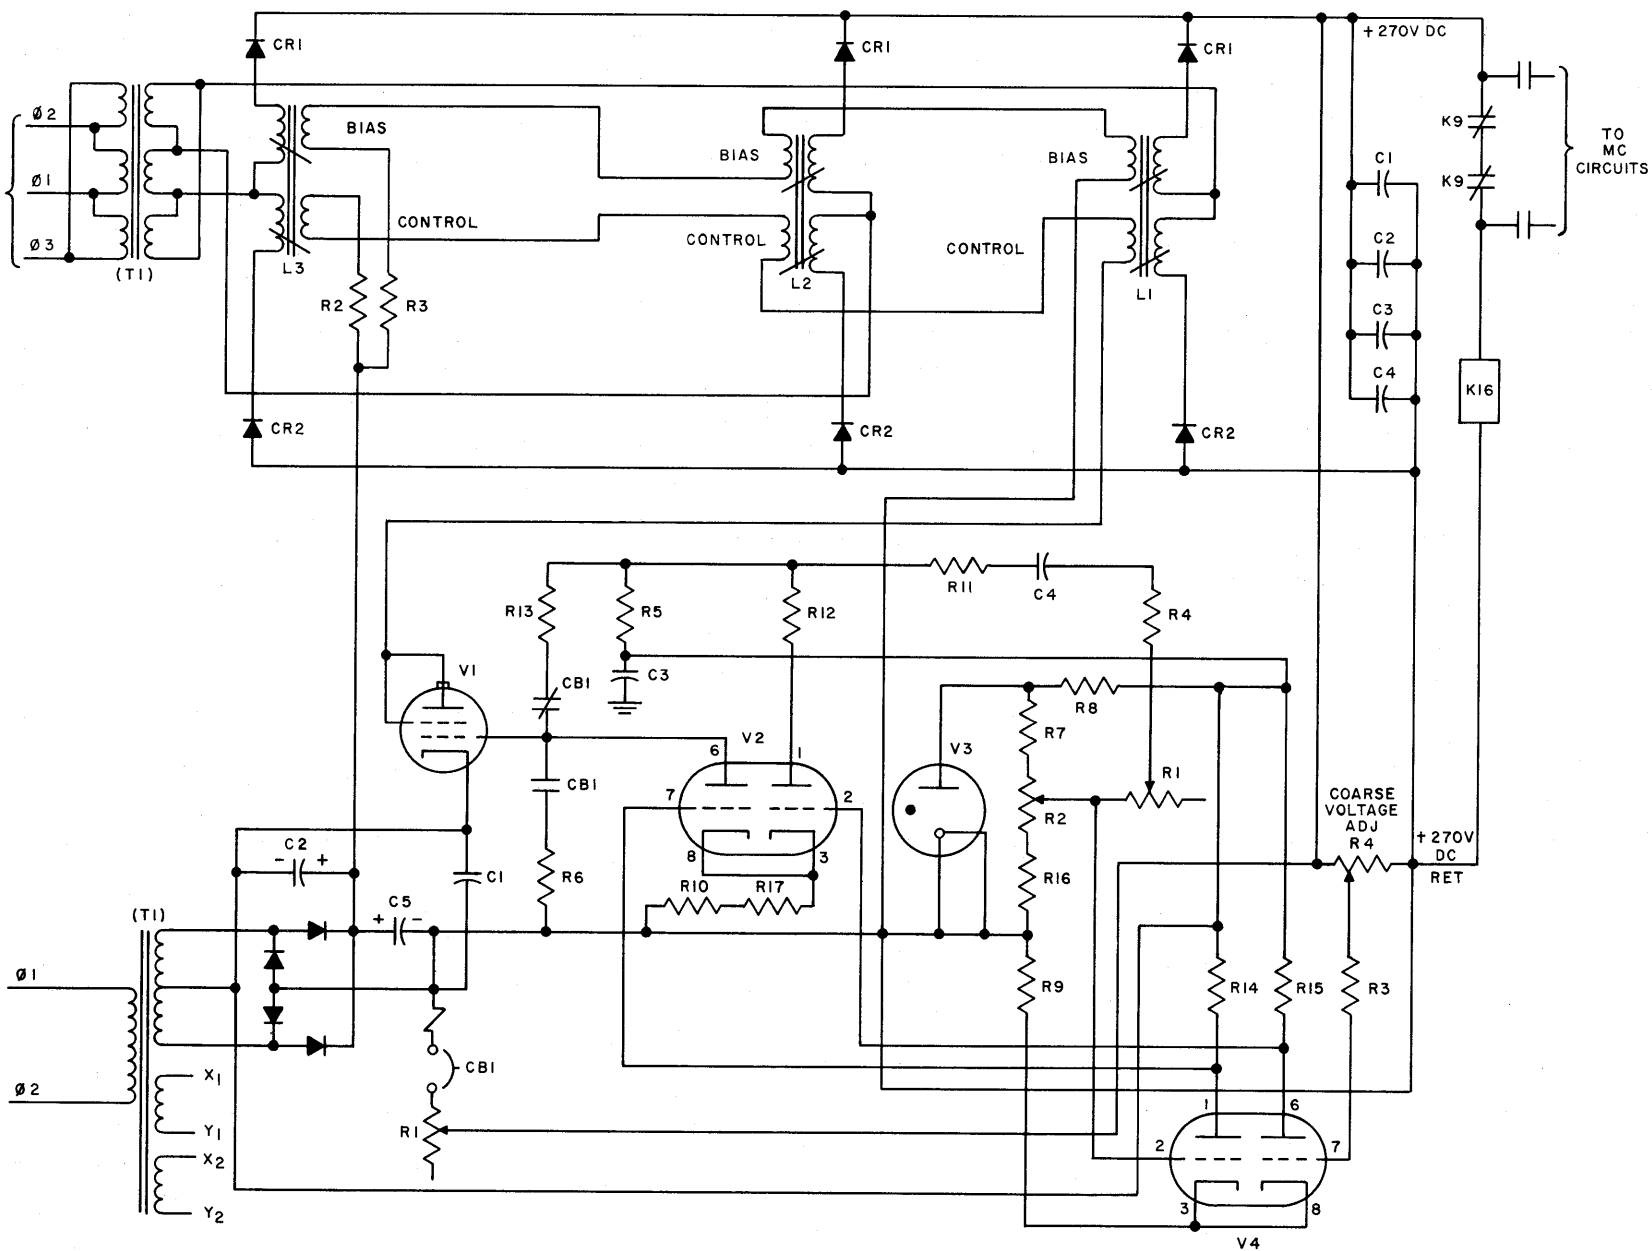 CR1
CR1
CR1
+270V DC
Ø2
Ø1
Ø3
(T1)
BIAS
CONTROL
L3
R2
R3
BIAS
CONTROL
L2
BIAS
CONTROL
L1
K9
K9
TO
MC
CIRCUITS
C1
C2
C3
C4
K16
CR2
CR2
CR2
R13
R5
R12
R11
C4
R4
V1
CB1
C3
V2
6
1
7
2
8
3
CB1
R6
R10
R17
V3
R8
R7
R2
R16
R9
R1
COARSE
VOLTAGE
ADJ
R4
+270V
DC
RET
C2
- +
C1
C5
+ -
(T1)
Ø1
Ø2
X1
Y1
X2
Y2
CB1
R1
R14
R15
R3
1
6
2
7
3
8
V4